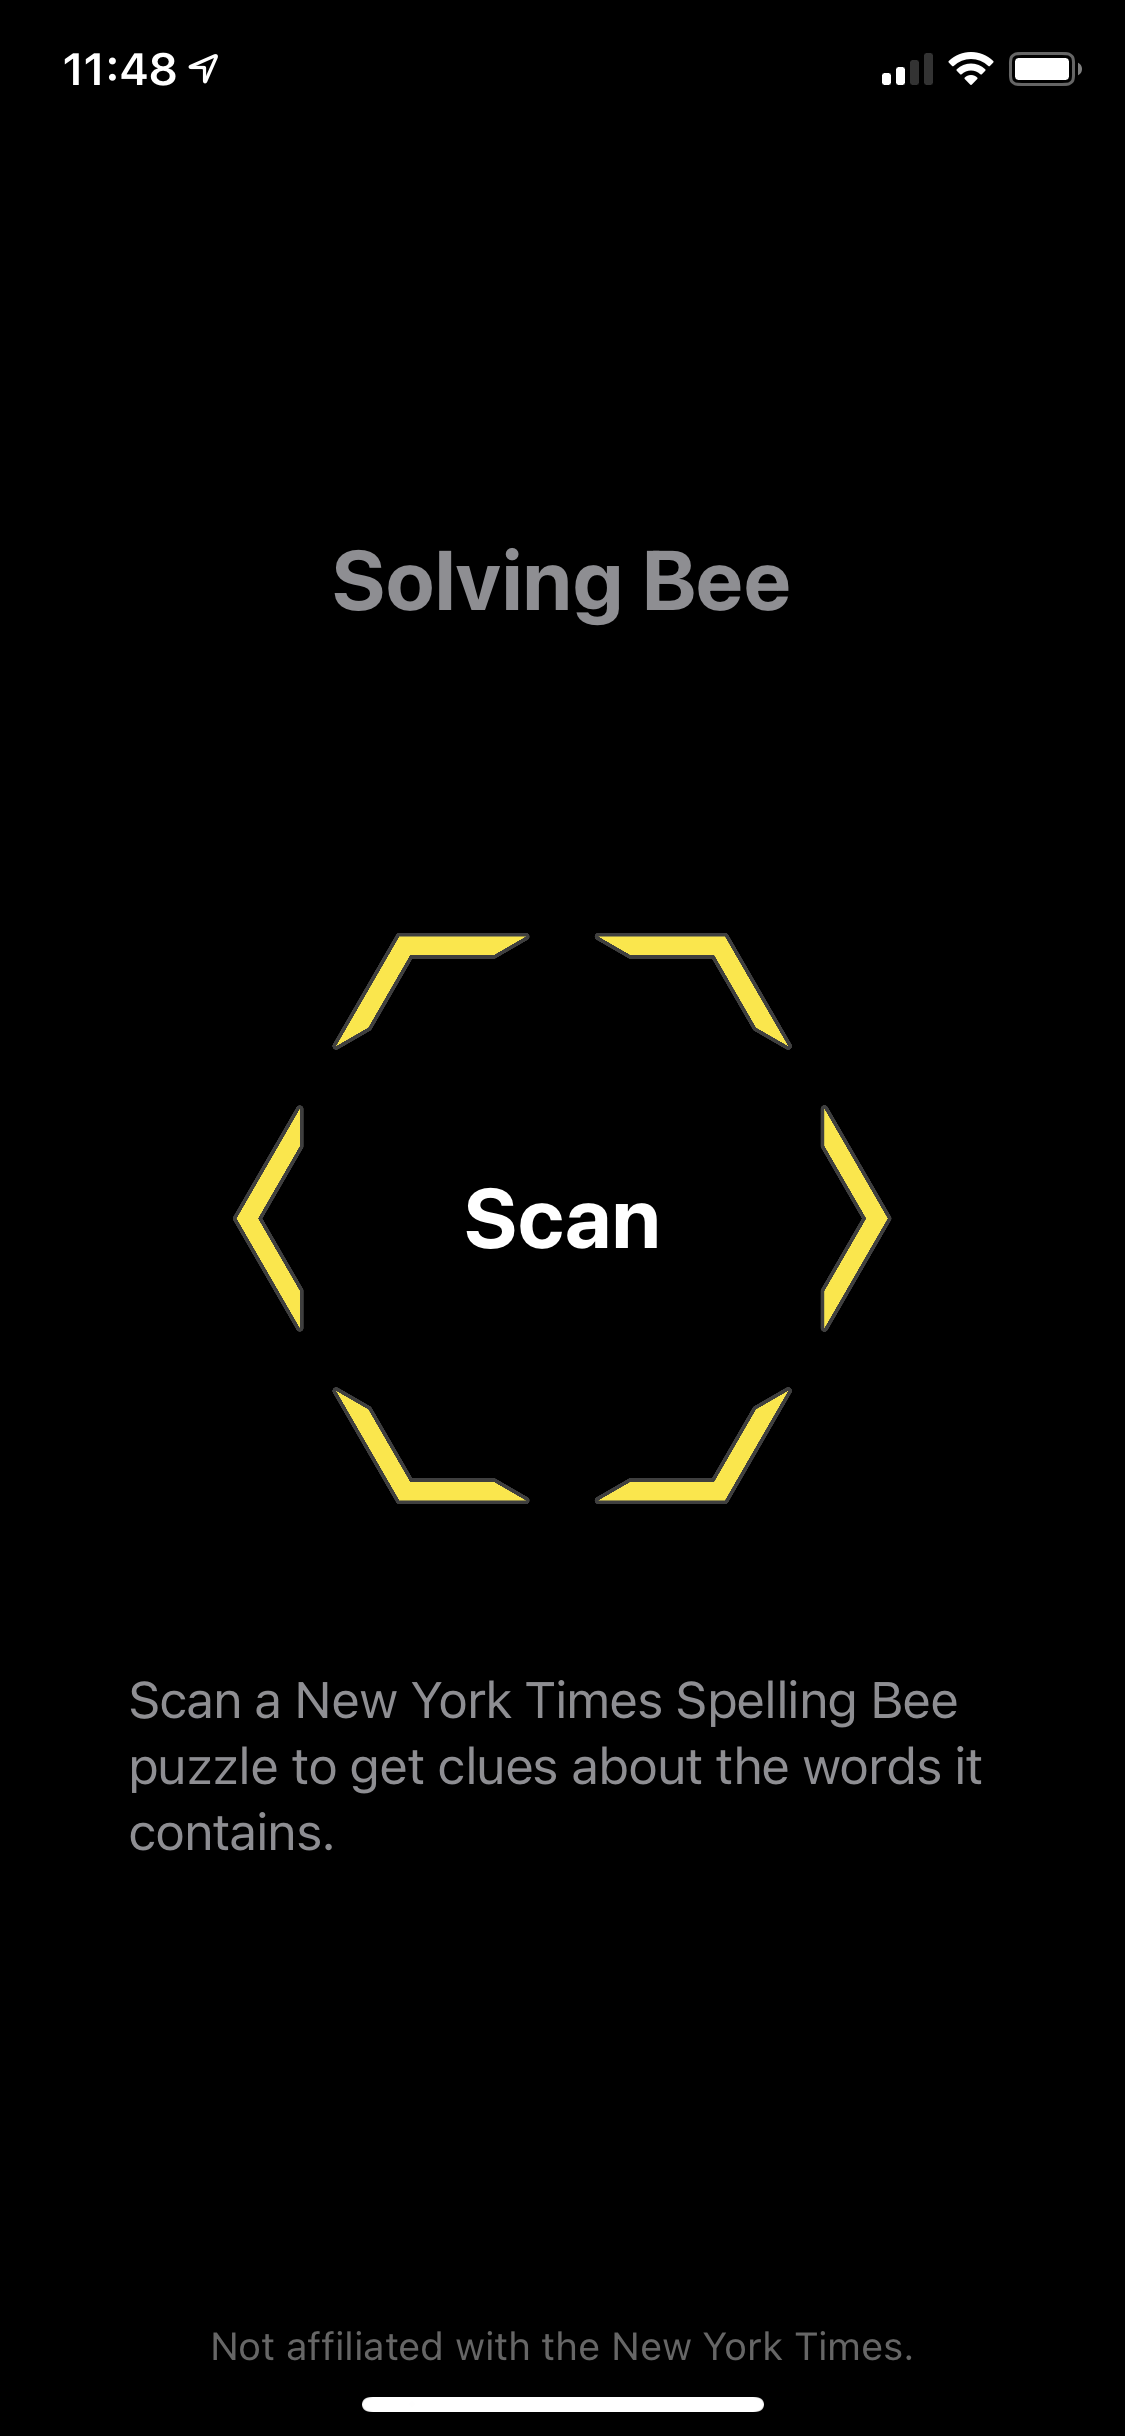 11:48
Solving Bee
Scan
Scan a New York Times Spelling Bee
puzzle to get clues about the words it
contains.
Not affiliated with the New York Times.